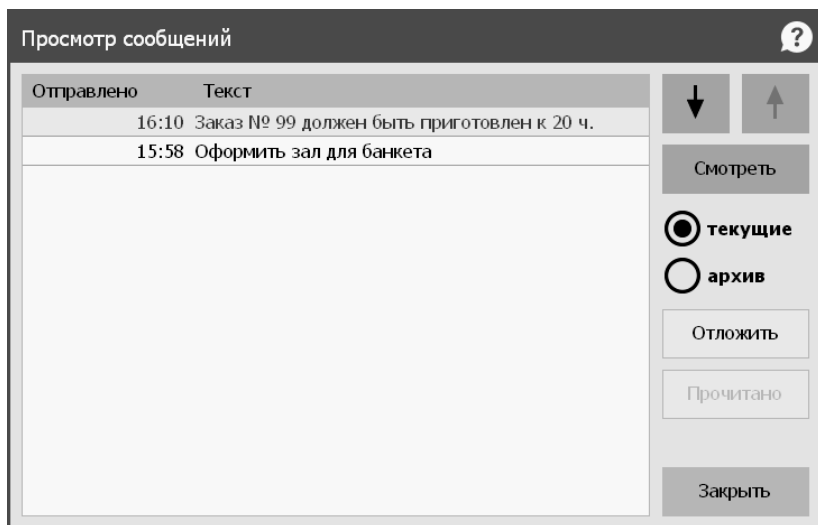 Просмотр сообщений
?
Отправлено Текст
16:10 Заказ № 99 должен быть приготовлен к 20 ч.
15:58 Оформить зал для банкета
Смотреть
текущие
архив
Отложить
Прочитано
Закрыть